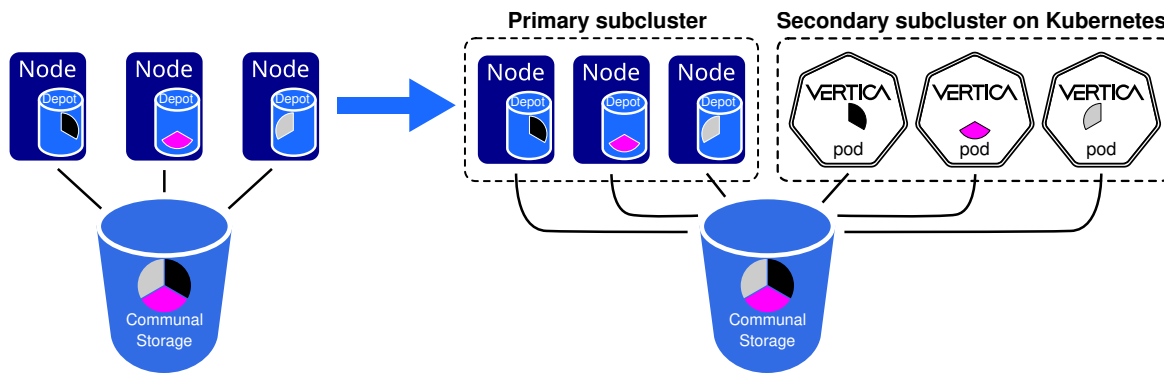 Primary subcluster
Secondary subcluster on Kubernetes
Node
Node
Node
Depot
Depot
Depot
Node
Node
Node
Depot
Depot
Depot
VERTICA
pod
VERTICA
pod
VERTICA
pod
Communal
Storage
Communal
Storage